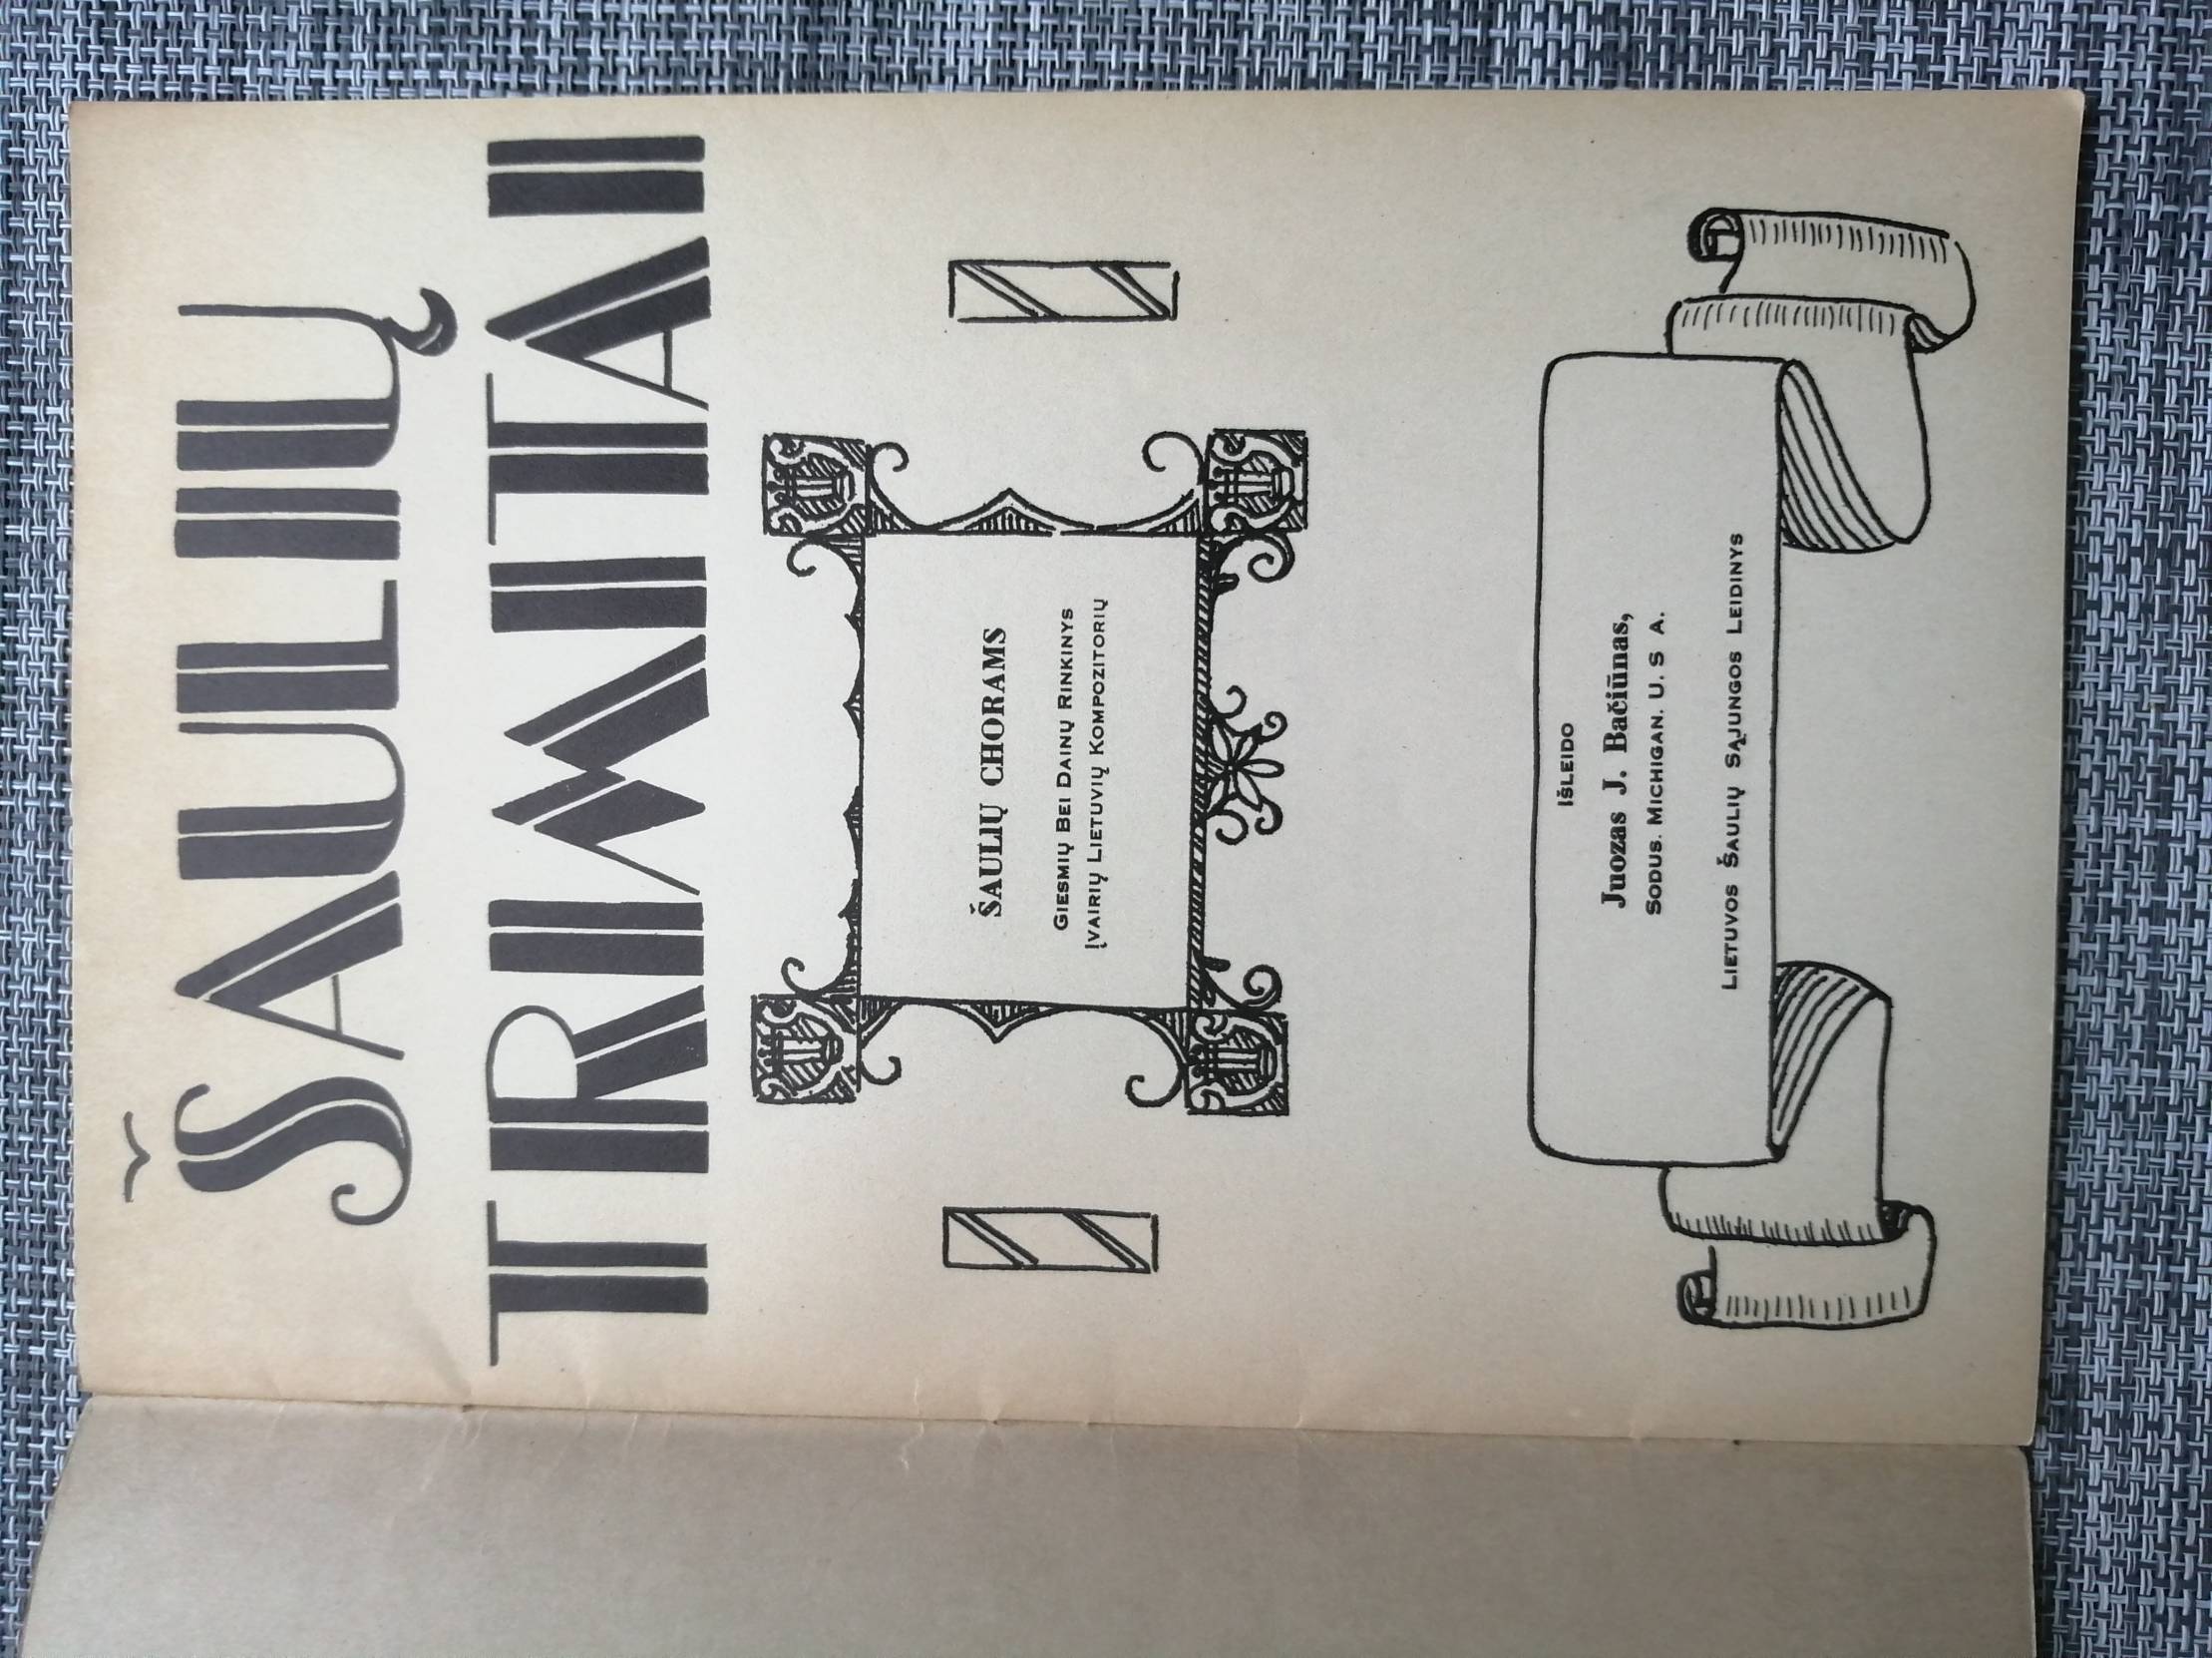 ŠAULIŲ
TRIMITAI
ŠAULIŲ CHORAMS
GIESMIŲ BEI DAINŲ RINKINYS
ĮVAIRIŲ LIETUVIŲ KOMPOZITORIŲ
IŠLEIDO
Juozas J. Bačiūnas,
SODUS. MICHIGAN. U. S A.
LIETUVOS ŠAULIŲ SĄJUNGOS LEIDINYS